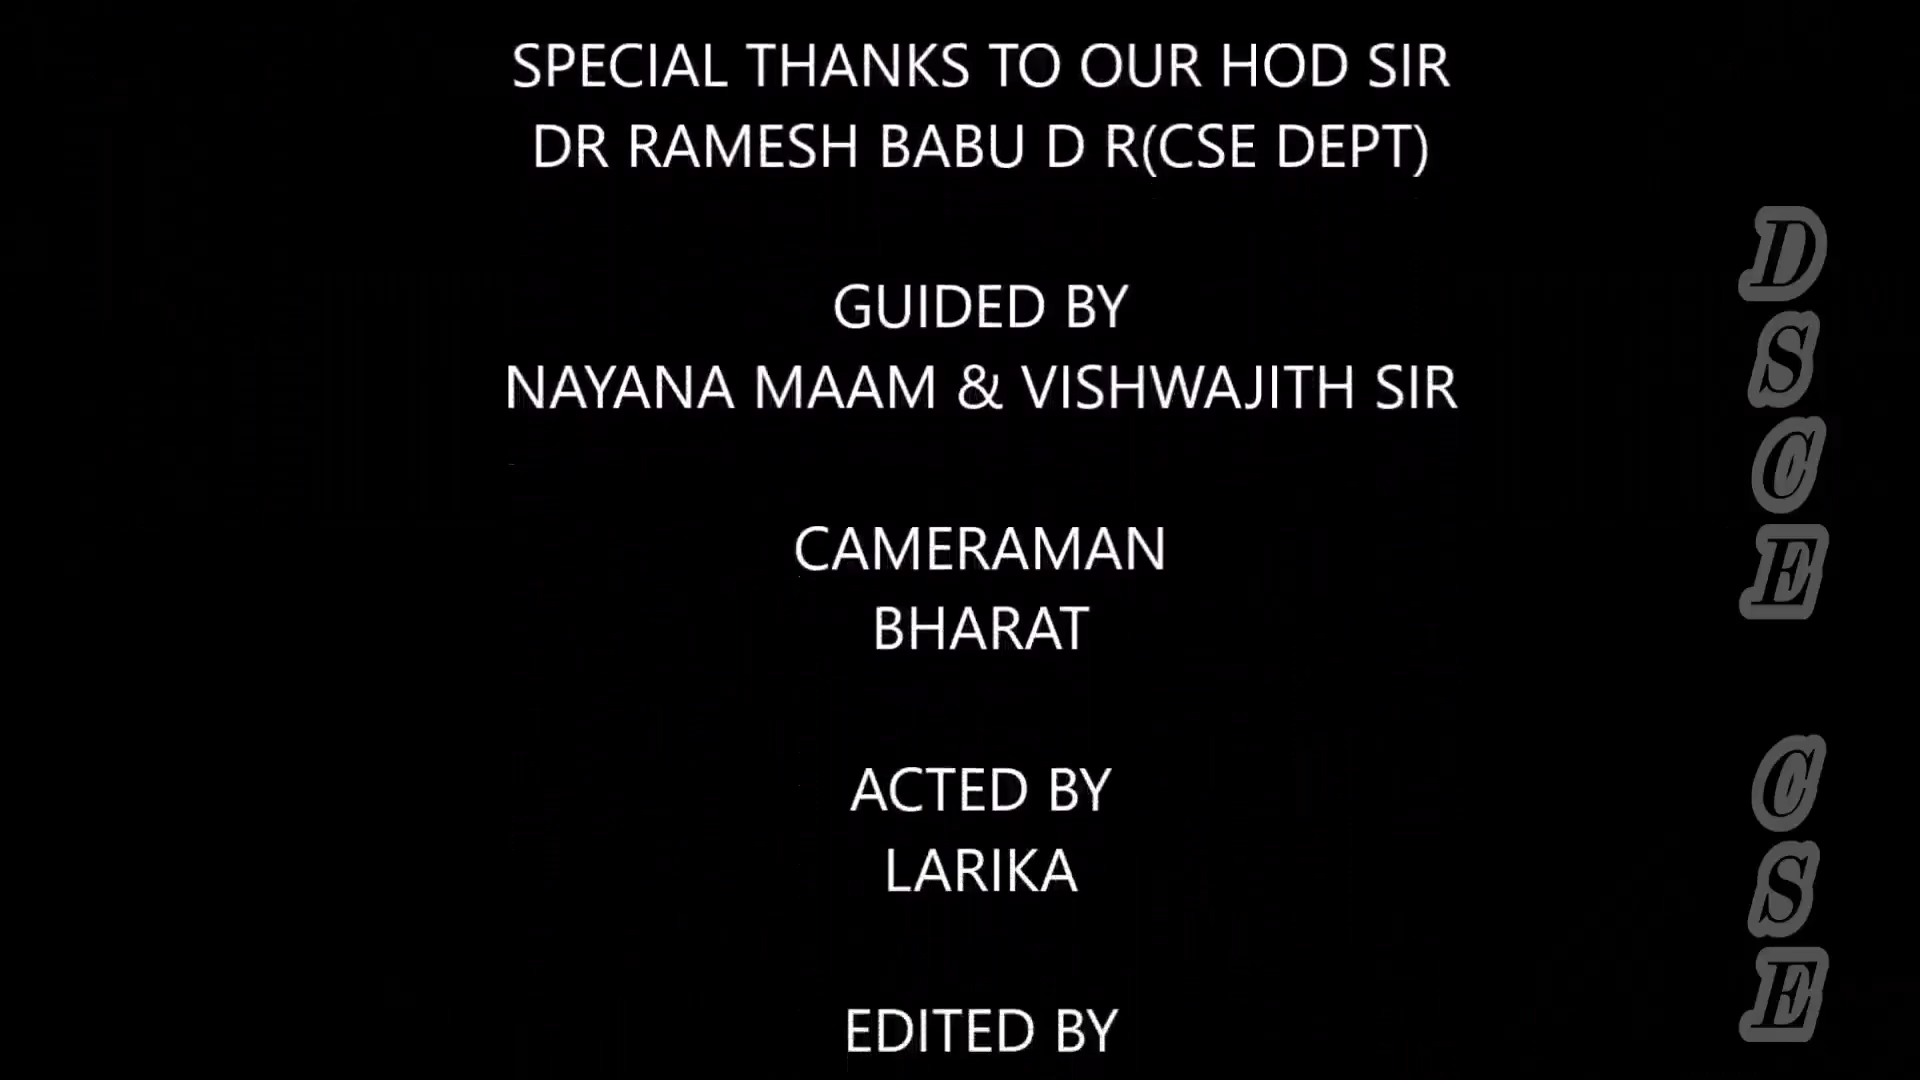 SPECIAL THANKS TO OUR HOD SIR
DR RAMESH BABU D R(CSE DEPT)
GUIDED BY
NAYANA MAAM & VISHWAJITH SIR
CAMERAMAN
BHARAT
ACTED BY
LARIKA
EDITED BY
DSCE CSE